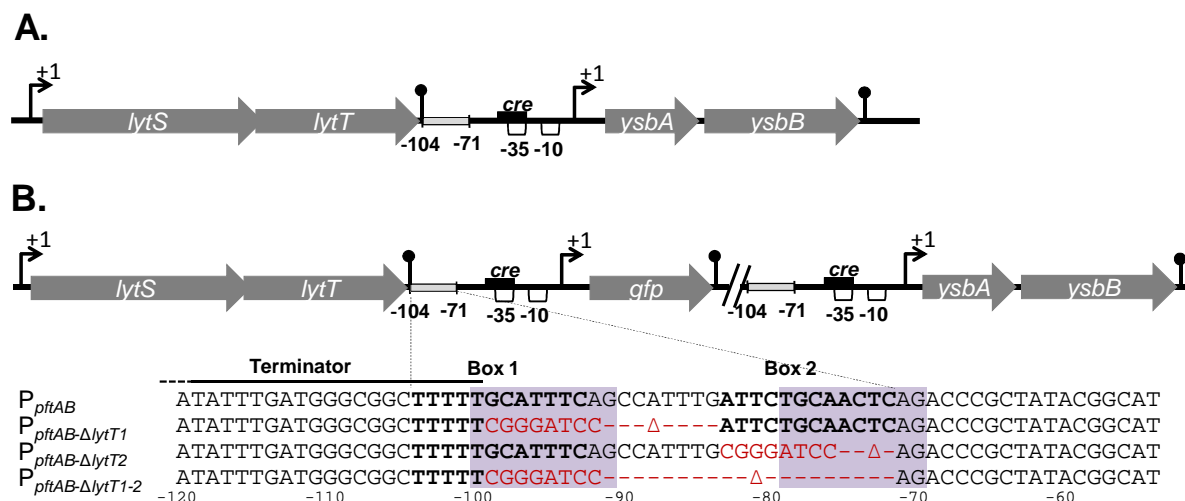 A.
+1 +1
cre
lytS lytT ysbA ysbB
-104 -71 -35 -10
B.
+1 +1 +1
cre cre
lytS lytT gfp ysbA ysbB
-104 -71 -35 -10 -104 -71 -35 -10
Terminator Box 1 Box 2
PpftAB ATATTTGATGGGCGGCTTTTTGCATTTCAGCCATTTGATTCTGCAACTCAGACCCGCTATACGGCAT
PpftAB-ΔlytT1 ATATTTGATGGGCGGCTTTTTCGGGATCC---Δ----ATTCTGCAACTCAGACCCGCTATACGGCAT
PpftAB-ΔlytT2 ATATTTGATGGGCGGCTTTTTGCATTTCAGCCATTTGCGGGATCC--Δ-AGACCCGCTATACGGCAT
PpftAB-ΔlytT1-2 ATATTTGATGGGCGGCTTTTTCGGGATCC----------Δ---------AGACCCGCTATACGGCAT
-120 -110 -100 -90 -80 -70 -60